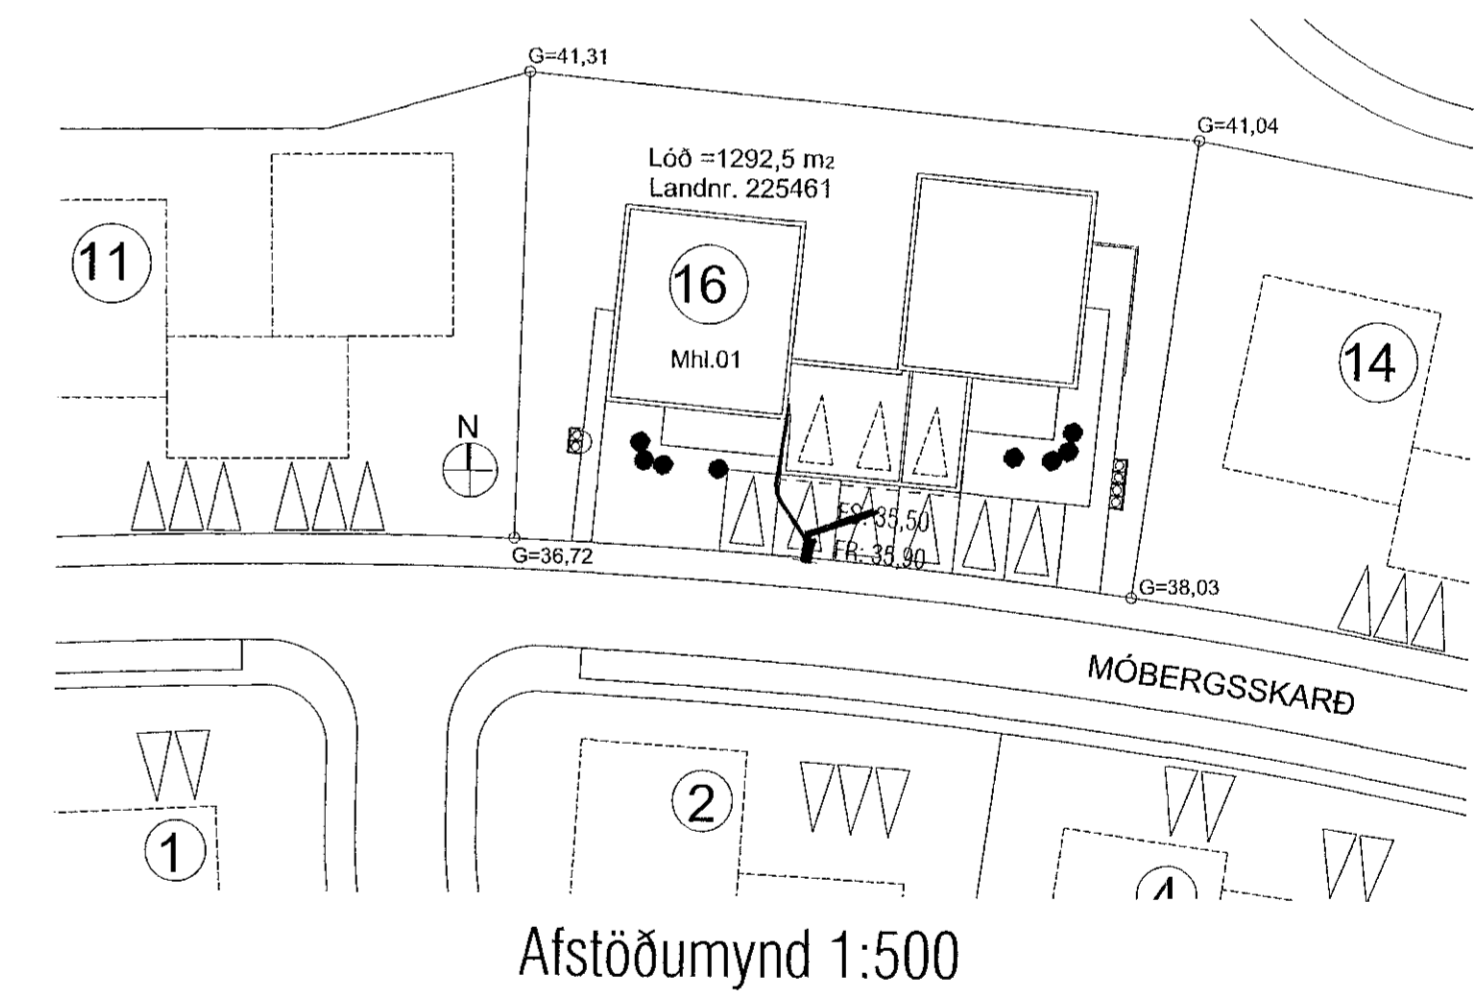 G=41,31
G=41,04
Lóð =1292,5 m2
Landnr. 225461
11
16
Mhl.01
14
N
FS: 35,50
FR: 35,90
G=36,72
G=38,03
MÓBERGSSKARÐ
1
2
4
Afstöðumynd 1:500